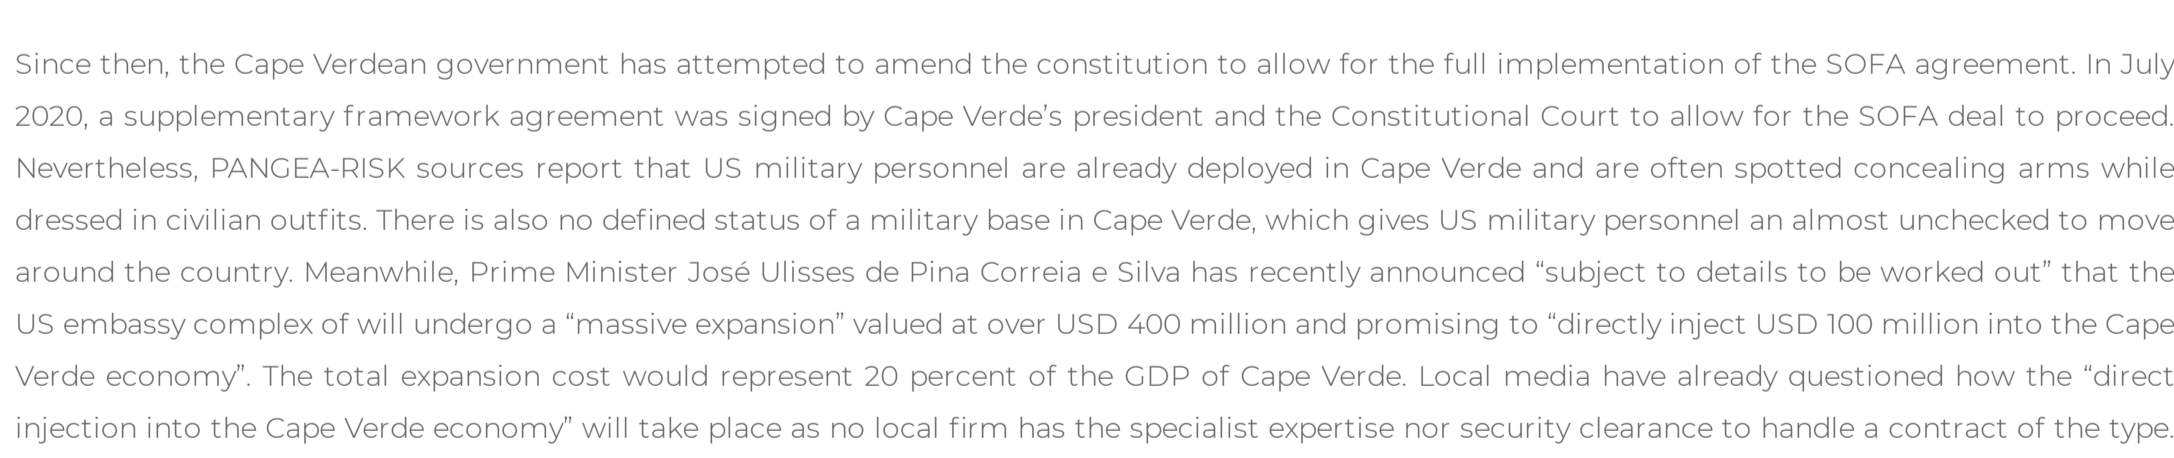 Since then, the Cape Verdean government has attempted to amend the constitution to allow for the full implementation of the SOFA agreement. In July
2020, a supplementary framework agreement was signed by Cape Verde’s president and the Constitutional Court to allow for the SOFA deal to proceed.
Nevertheless, PANGEA-RISK sources report that US military personnel are already deployed in Cape Verde and are often spotted concealing arms while
dressed in civilian outfits. There is also no defined status of a military base in Cape Verde, which gives US military personnel an almost unchecked to move
around the country. Meanwhile, Prime Minister José Ulisses de Pina Correia e Silva has recently announced “subject to details to be worked out” that the
US embassy complex of will undergo a “massive expansion” valued at over USD 400 million and promising to “directly inject USD 100 million into the Cape
Verde economy”. The total expansion cost would represent 20 percent of the GDP of Cape Verde. Local media have already questioned how the “direct
injection into the Cape Verde economy” will take place as no local firm has the specialist expertise nor security clearance to handle a contract of the type.